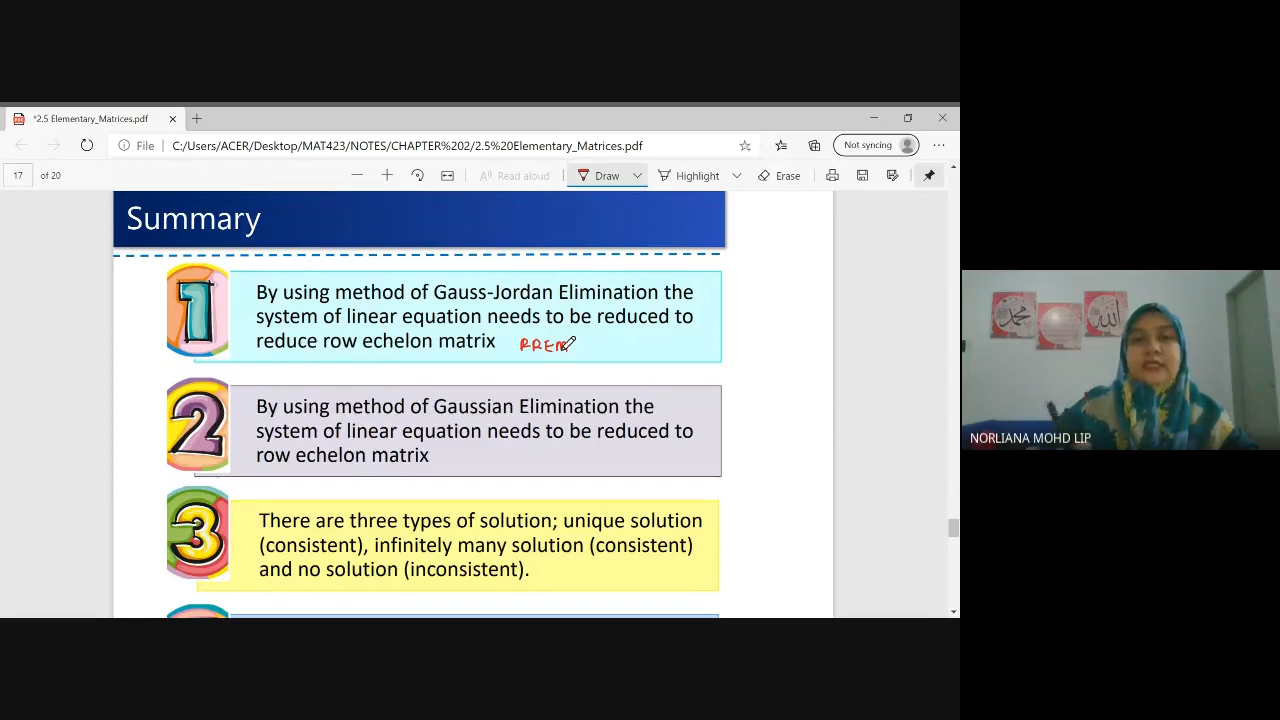 *2.5 Elementary_Matrices.pdf
File | C:/Users/ACER/Desktop/MAT423/NOTES/CHAPTER%202/2.5%20Elementary_Matrices.pdf
Not syncing
17 of 20
Read aloud
Draw
Highlight
Erase
Summary
1
By using method of Gauss-Jordan Elimination the
system of linear equation needs to be reduced to
reduce row echelon matrix RREM
2
By using method of Gaussian Elimination the
system of linear equation needs to be reduced to
row echelon matrix
3
There are three types of solution; unique solution
(consistent), infinitely many solution (consistent)
and no solution (inconsistent).
محمد
الله
NORLIANA MOHD LIP